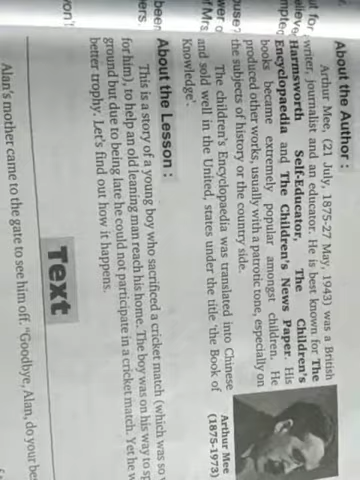 About the Author :
Arthur Mee, (21 July, 1875-27 May, 1943) was a British
writer, journalist and an educator. He is best known for The
Harmsworth Self-Educator, The Children's
Encyclopaedia and The Children's News Paper. His
books became extremely popular amongst children. He
produced other works, usually with a patrotic tone, especially on
the subjects of history or the country side.
The children's Encyclopaedia was translated into Chinese
and sold well in the United, states under the title 'the Book of
Knowledge'.
Arthur Mee
(1875-1973)
About the Lesson :
This is a story of a young boy who sacrificed a cricket match (which was so
for him), to help an old leaning man reach his home. The boy was on his way to
ground but due to being late he could not participate in a cricket match. Yet he
better trophy. Let's find out how it happens.
Text
Alan's mother came to the gate to see him off. "Goodbye, Alan, do your